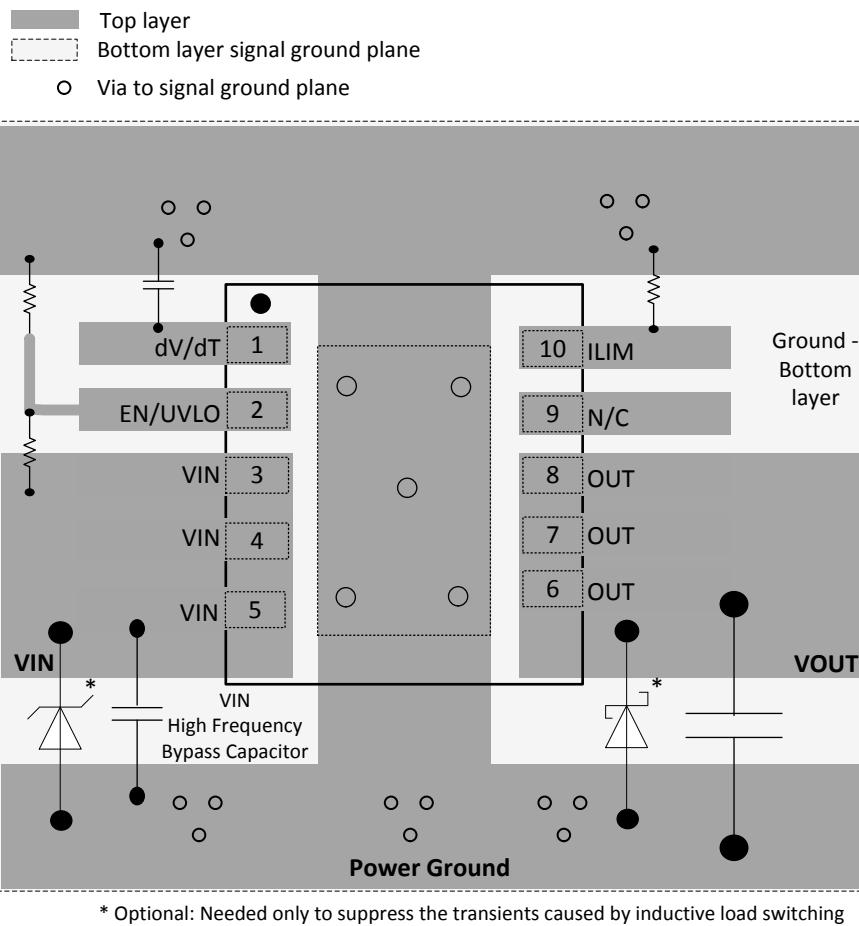 Top layer
Bottom layer signal ground plane
Via to signal ground plane
dV/dT 1
10 ILIM
Ground -
Bottom
layer
EN/UVLO 2
9 N/C
VIN 3
8 OUT
VIN 4
7 OUT
VIN 5
6 OUT
VIN
VOUT
*
*
VIN
High Frequency
Bypass Capacitor
Power Ground
* Optional: Needed only to suppress the transients caused by inductive load switching